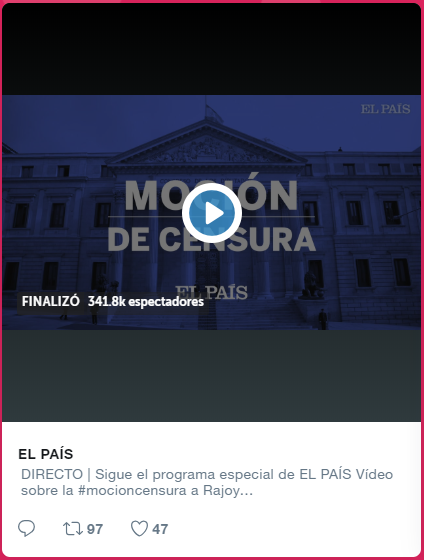 EL PAÍS
MOCIÓN
DE CENSURA
EL PAÍS
FINALIZÓ 341.8k espectadores
EL PAÍS
DIRECTO | Sigue el programa especial de EL PAÍS Vídeo
sobre la #mocioncensura a Rajoy…
97 47